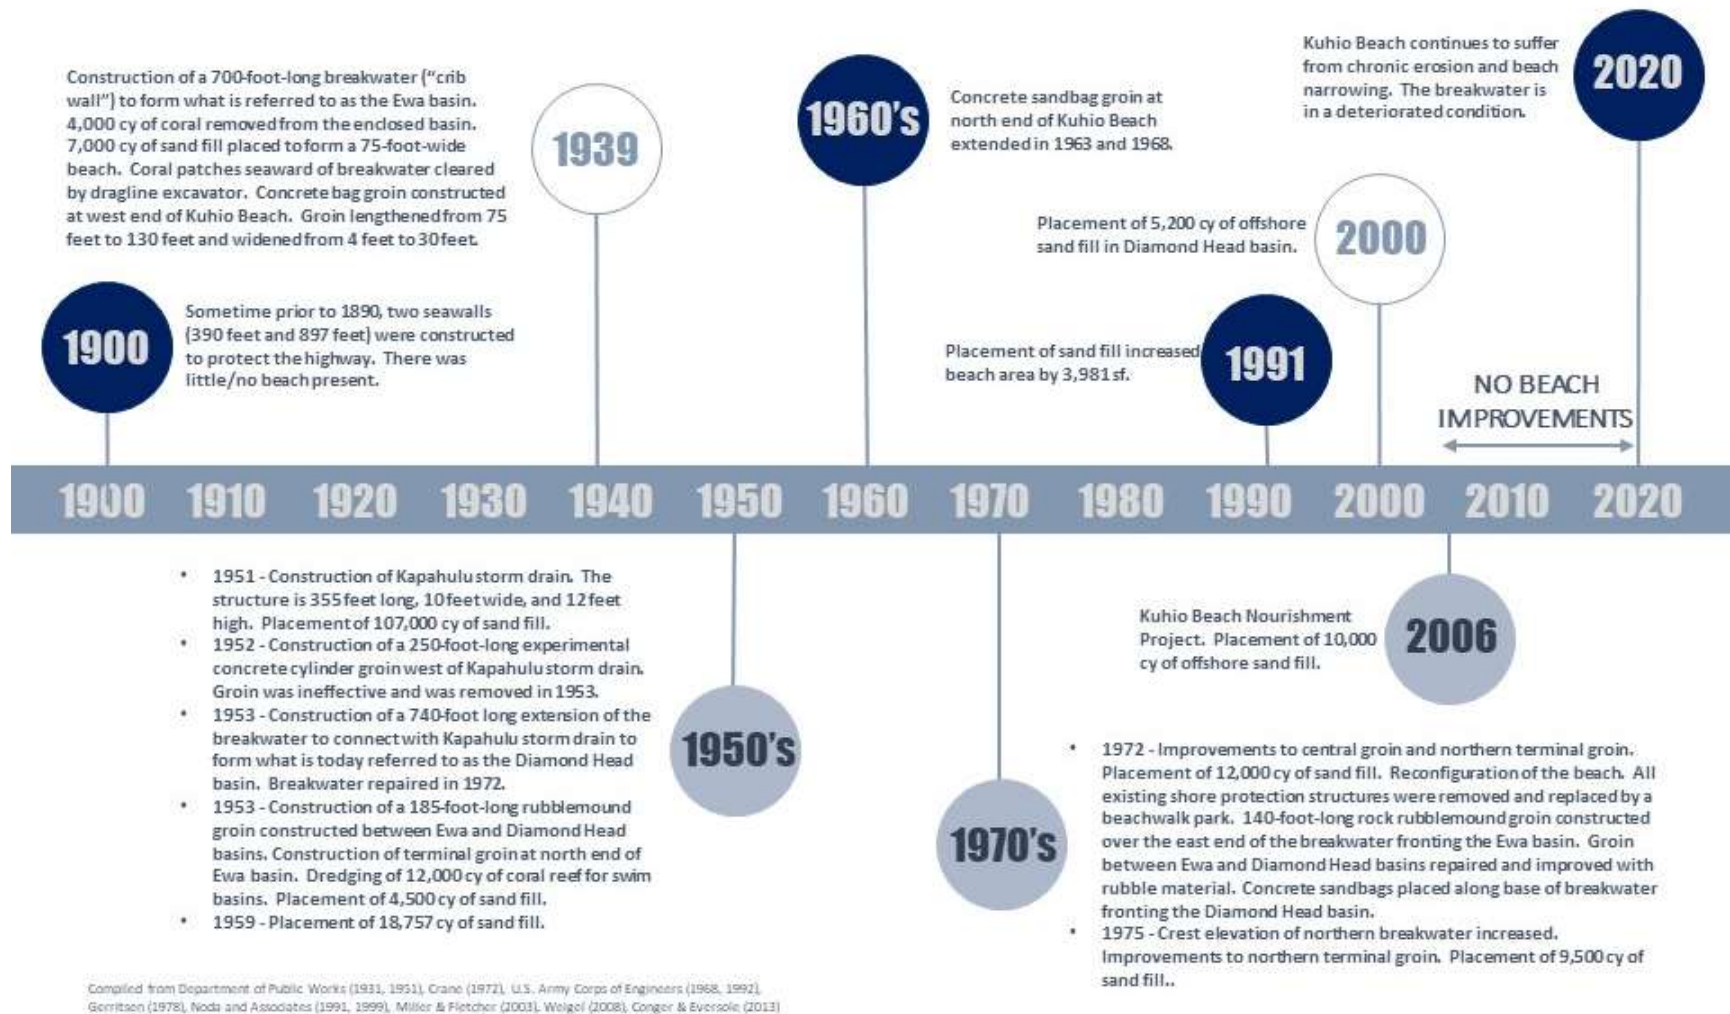 Construction of a 700-foot-long breakwater ("crib
wall") to form what is referred to as the Ewa basin.
4,000 cy of coral removed from the enclosed basin.
7,000 cy of sand fill placed to form a 75-foot-wide
beach. Coral patches seaward of breakwater cleared
by dragline excavator. Concrete bag groin constructed
at west end of Kuhio Beach. Groin lengthened from 75
feet to 130 feet and widened from 4 feet to 30 feet.
1939
1960's
Concrete sandbag groin at
north end of Kuhio Beach
extended in 1963 and 1968.
Kuhio Beach continues to suffer
from chronic erosion and beach
narrowing. The breakwater is
in a deteriorated condition.
2020
Placement of 5,200 cy of offshore
sand fill in Diamond Head basin.
2000
1900
Sometime prior to 1890, two seawalls
(390 feet and 897 feet) were constructed
to protect the highway. There was
little/no beach present.
Placement of sand fill increased
beach area by 3,981 sf.
1991
NO BEACH
IMPROVEMENTS
1900 1910 1920 1930 1940 1950 1960 1970 1980 1990 2000 2010 2020
• 1951 - Construction of Kapahulu storm drain. The
structure is 355 feet long, 10 feet wide, and 12 feet
high. Placement of 107,000 cy of sand fill.
• 1952 - Construction of a 250-foot-long experimental
concrete cylinder groin west of Kapahulu storm drain.
Groin was ineffective and was removed in 1953.
• 1953 - Construction of a 740-foot long extension of the
breakwater to connect with Kapahulu storm drain to
form what is today referred to as the Diamond Head
basin. Breakwater repaired in 1972.
• 1953 - Construction of a 185-foot-long rubblemound
groin constructed between Ewa and Diamond Head
basins. Construction of terminal groin at north end of
Ewa basin. Dredging of 12,000 cy of coral reef for swim
basins. Placement of 4,500 cy of sand fill.
• 1959 - Placement of 18,757 cy of sand fill.
1950's
Kuhio Beach Nourishment
Project. Placement of 10,000
cy of offshore sand fill.
2006
1970's
• 1972 - Improvements to central groin and northern terminal groin.
Placement of 12,000 cy of sand fill. Reconfiguration of the beach. All
existing shore protection structures were removed and replaced by a
beachwalk park. 140-foot-long rock rubblemound groin constructed
over the east end of the breakwater fronting the Ewa basin. Groin
between Ewa and Diamond Head basins repaired and improved with
rubble material. Concrete sandbags placed along base of breakwater
fronting the Diamond Head basin.
• 1975 - Crest elevation of northern breakwater increased.
Improvements to northern terminal groin. Placement of 9,500 cy of
sand fill..
Compiled from Department of Public Works (1931, 1951), Crane (1972), U.S. Army Corps of Engineers (1968, 1992),
Gerritsen (1978), Noda and Associates (1991, 1999), Miller & Fletcher (2003), Weigel (2008), Conger & Eversole (2013)